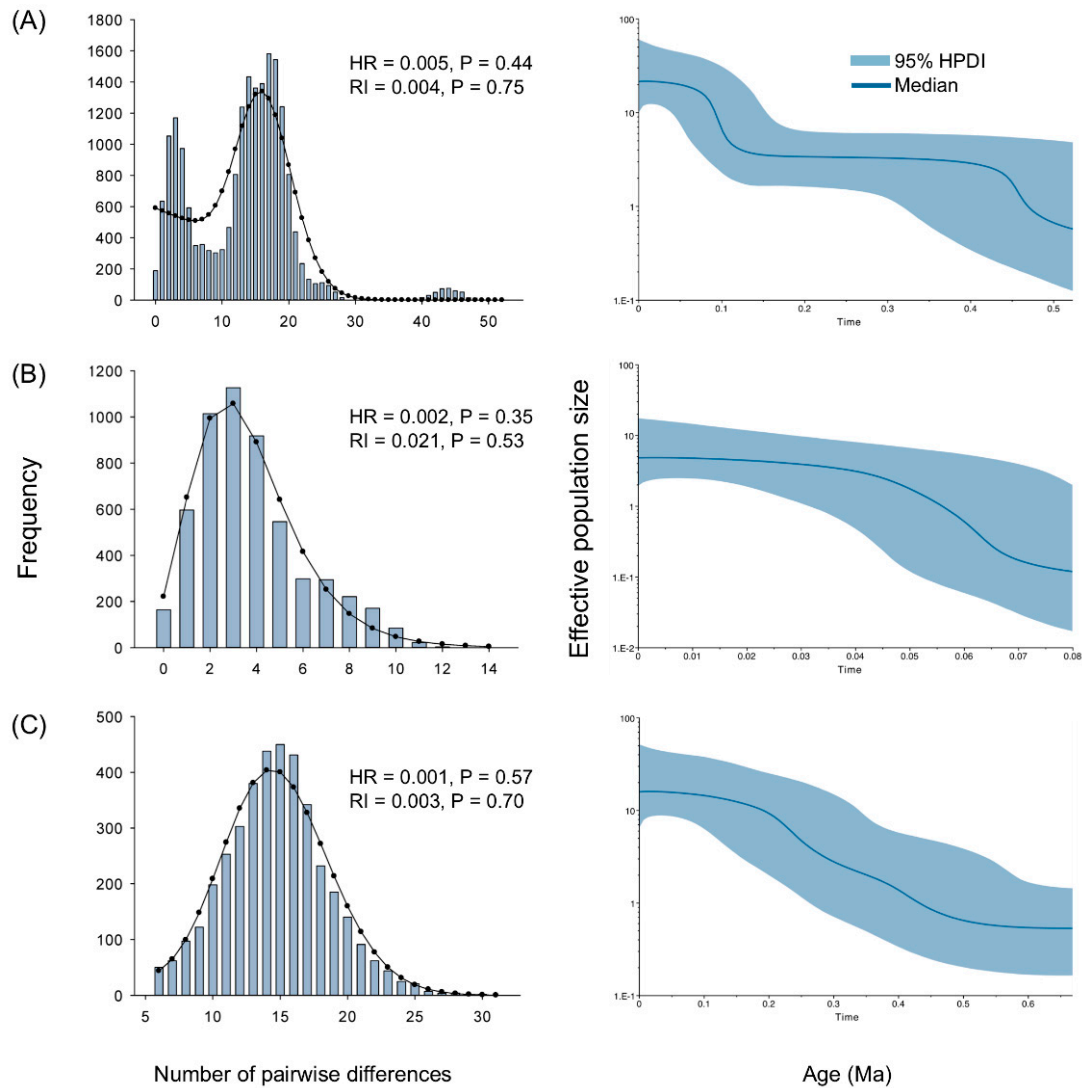 (A)
1800
1600
1400
1200
1000
800
600
400
200
0
0 10 20 30 40 50
HR = 0.005, P = 0.44
RI = 0.004, P = 0.75
100
10
1
1.E-1
0 0.1 0.2 0.3 0.4 0.5
Time
95% HPDI
Median
(B)
1200
1000
800
600
400
200
0
0 2 4 6 8 10 12 14
HR = 0.002, P = 0.35
RI = 0.021, P = 0.53
Frequency
100
10
1
1.E-1
1.E-2
0 0.01 0.02 0.03 0.04 0.05 0.06 0.07 0.08
Time
Effective population size
(C)
500
400
300
200
100
0
5 10 15 20 25 30
HR = 0.001, P = 0.57
RI = 0.003, P = 0.70
100
10
1
1.E-1
0 0.1 0.2 0.3 0.4 0.5 0.6
Time
Number of pairwise differences
Age (Ma)